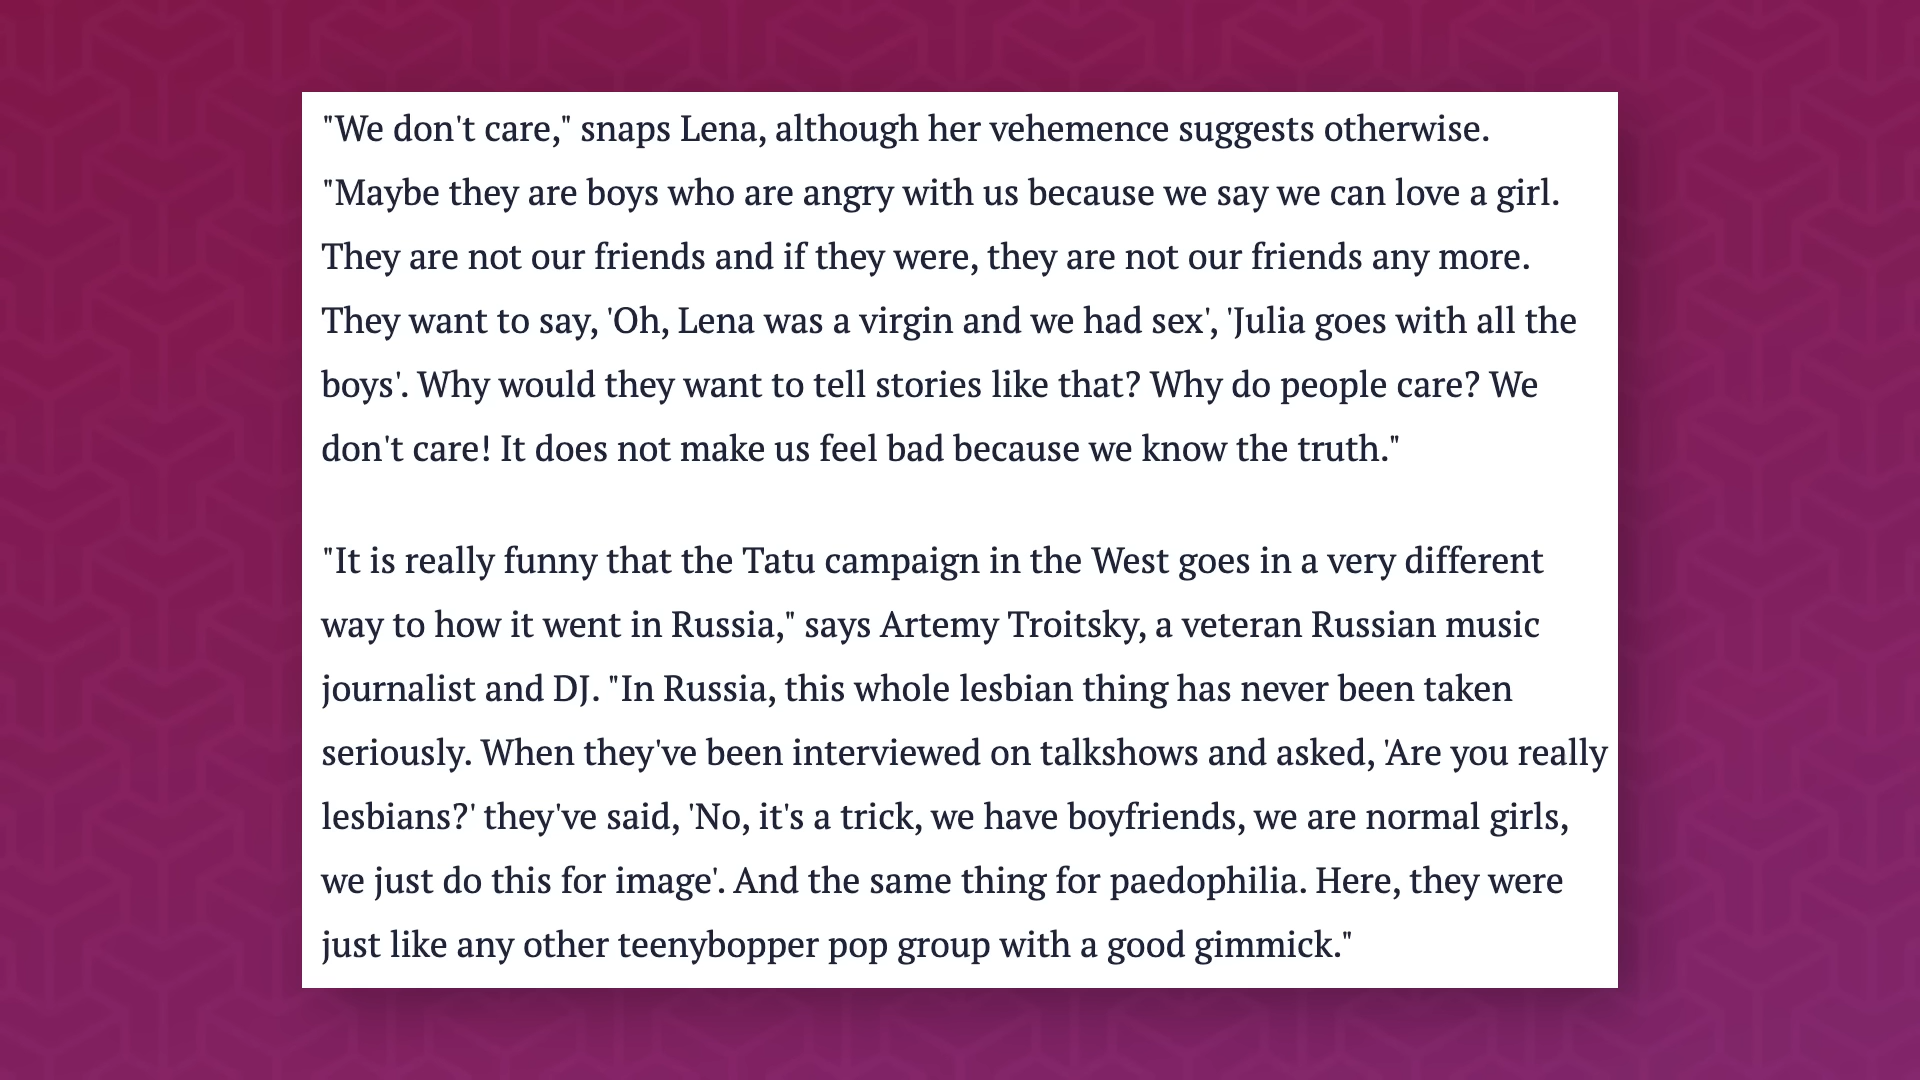 "We don't care," snaps Lena, although her vehemence suggests otherwise.
"Maybe they are boys who are angry with us because we say we can love a girl.
They are not our friends and if they were, they are not our friends any more.
They want to say, 'Oh, Lena was a virgin and we had sex', 'Julia goes with all the
boys'. Why would they want to tell stories like that? Why do people care? We
don't care! It does not make us feel bad because we know the truth."
"It is really funny that the Tatu campaign in the West goes in a very different
way to how it went in Russia," says Artemy Troitsky, a veteran Russian music
journalist and DJ. "In Russia, this whole lesbian thing has never been taken
seriously. When they've been interviewed on talkshows and asked, 'Are you really
lesbians?' they've said, 'No, it's a trick, we have boyfriends, we are normal girls,
we just do this for image'. And the same thing for paedophilia. Here, they were
just like any other teenybopper pop group with a good gimmick."